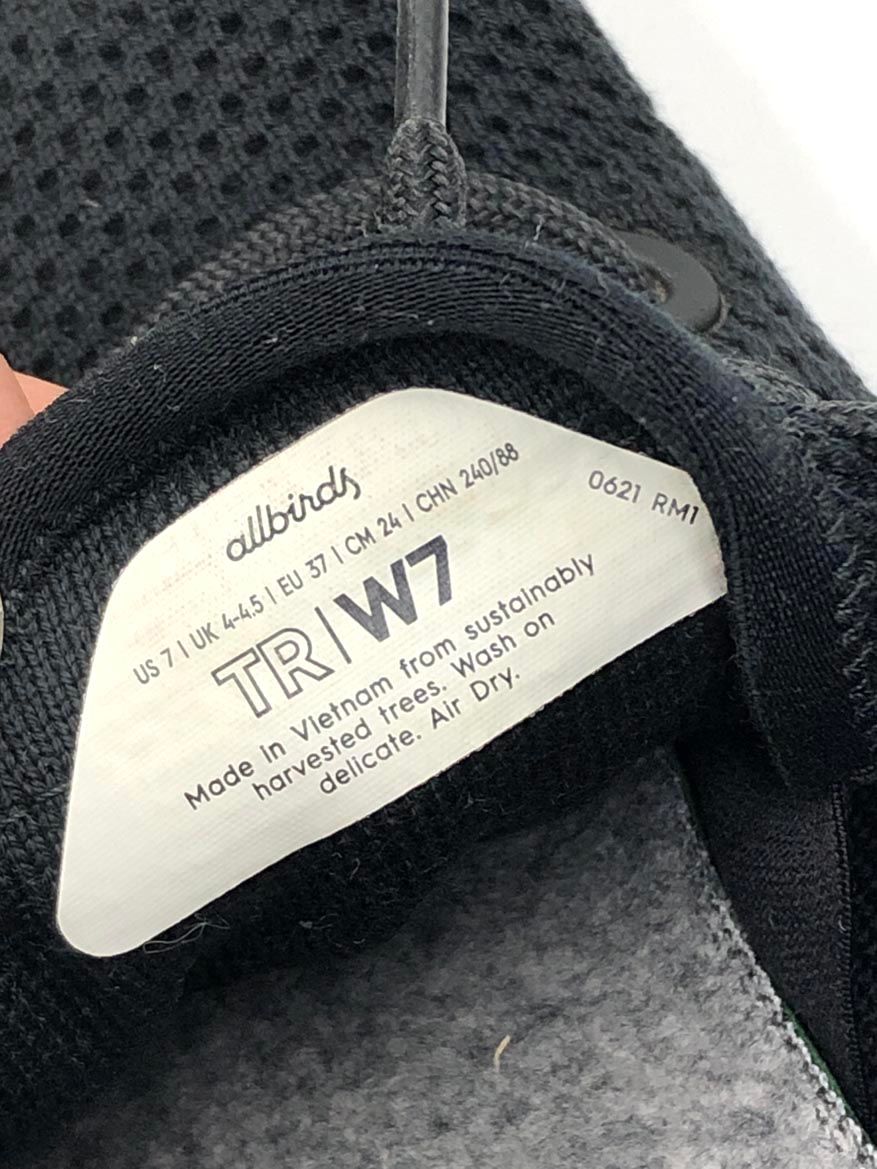 allbirds
US 7 | UK 4-4.5 | EU 37 | CM 24 | CHN 240/88
0621 RM1
TR|W7
Made in Vietnam from sustainably
harvested trees. Wash on
delicate. Air Dry.